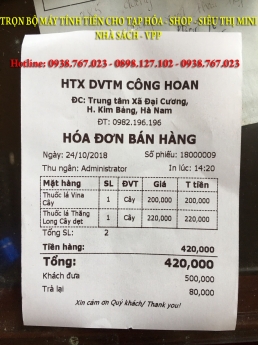 TRỌN BỘ MÁY TÍNH TIỀN CHO TẠP HÓA - SHOP - SIÊU THỊ MINI
NHÀ SÁCH - VPP
Hotline: 0938.767.023 - 0898.127.102 - 0938.767.023
HTX DVTM CÔNG HOAN
ĐC: Trung tâm Xã Đại Cương,
H. Kim Bảng, Hà Nam
ĐT: 0982.196.196
HÓA ĐƠN BÁN HÀNG
Ngày: 24/10/2018 Số phiếu: 18000009
Thu ngân: Administrator In lúc: 14:20
Mặt hàng SL ĐVT Giá T tiền
Thuốc lá Vina Cây 1 Cây 200,000 200,000
Thuốc lá Thăng Long Cây dẹt 1 Cây 220,000 220,000
Tổng SL: 2
Tiền hàng: 420,000
Tổng: 420,000
Khách đưa 500,000
Trả lại 80,000
Xin cám ơn Quý khách/ Thank you!